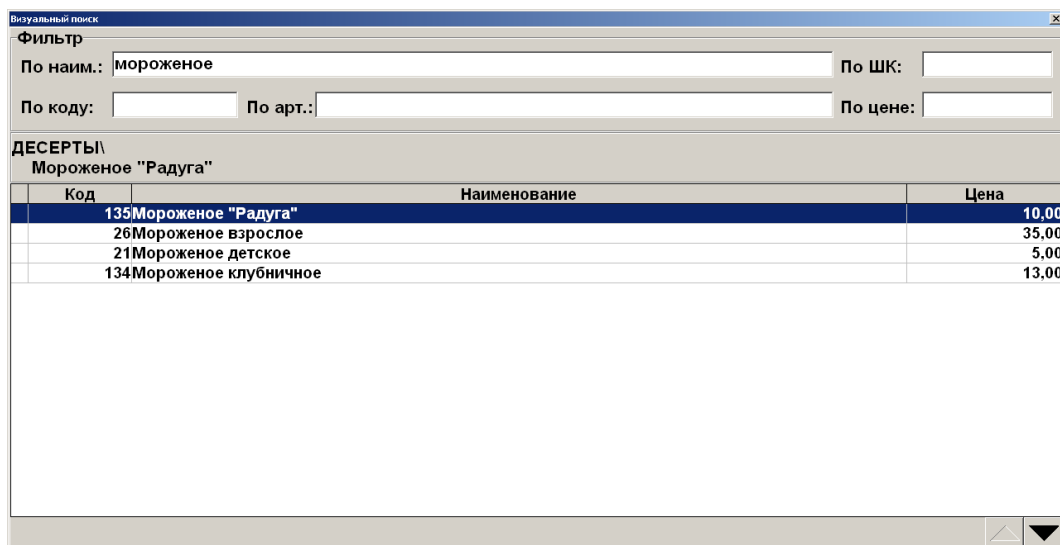 Визуальный поиск
Фильтр
По наим.: мороженое По ШК:
По коду: По арт.: По цене:
ДЕСЕРТЫ\
Мороженое "Радуга"
Код Наименование Цена
135 Мороженое "Радуга" 10,00
26 Мороженое взрослое 35,00
21 Мороженое детское 5,00
134 Мороженое клубничное 13,00